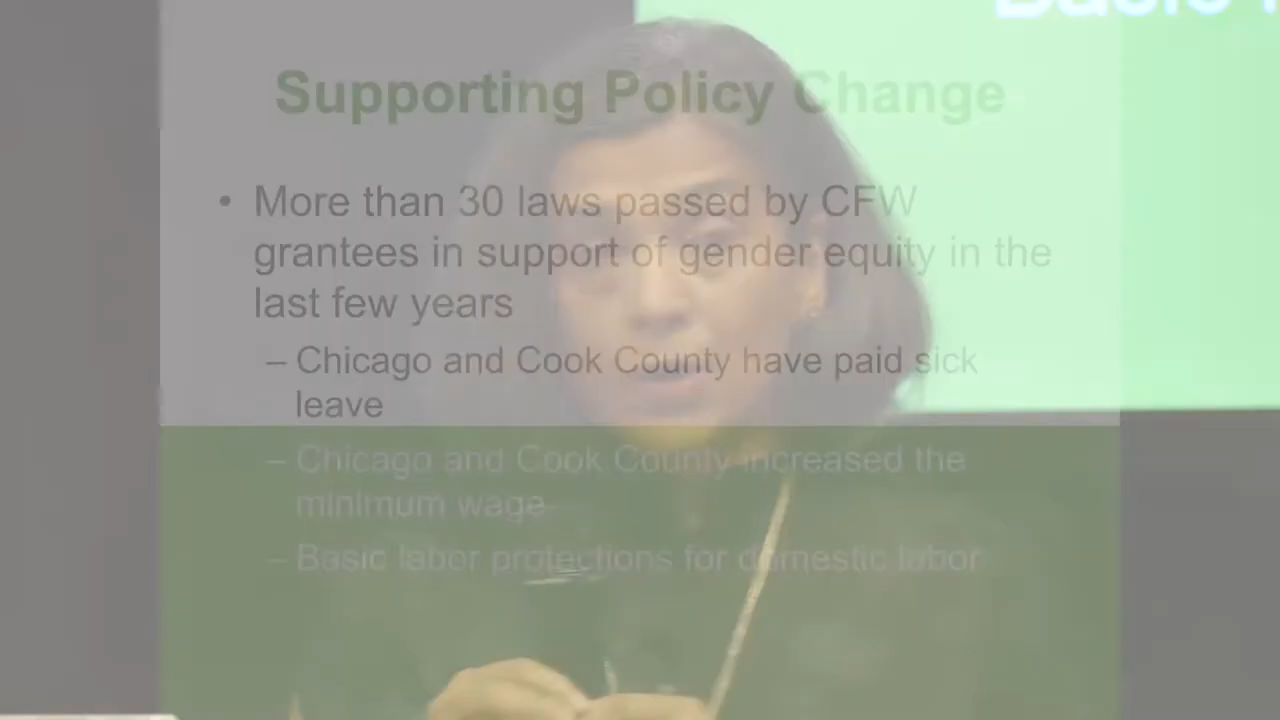 Supporting Policy Change
• More than 30 laws passed by CFW
grantees in support of gender equity in the
last few years
– Chicago and Cook County have paid sick
leave
– Chicago and Cook County increased the
minimum wage
– Basic labor protections for domestic labor